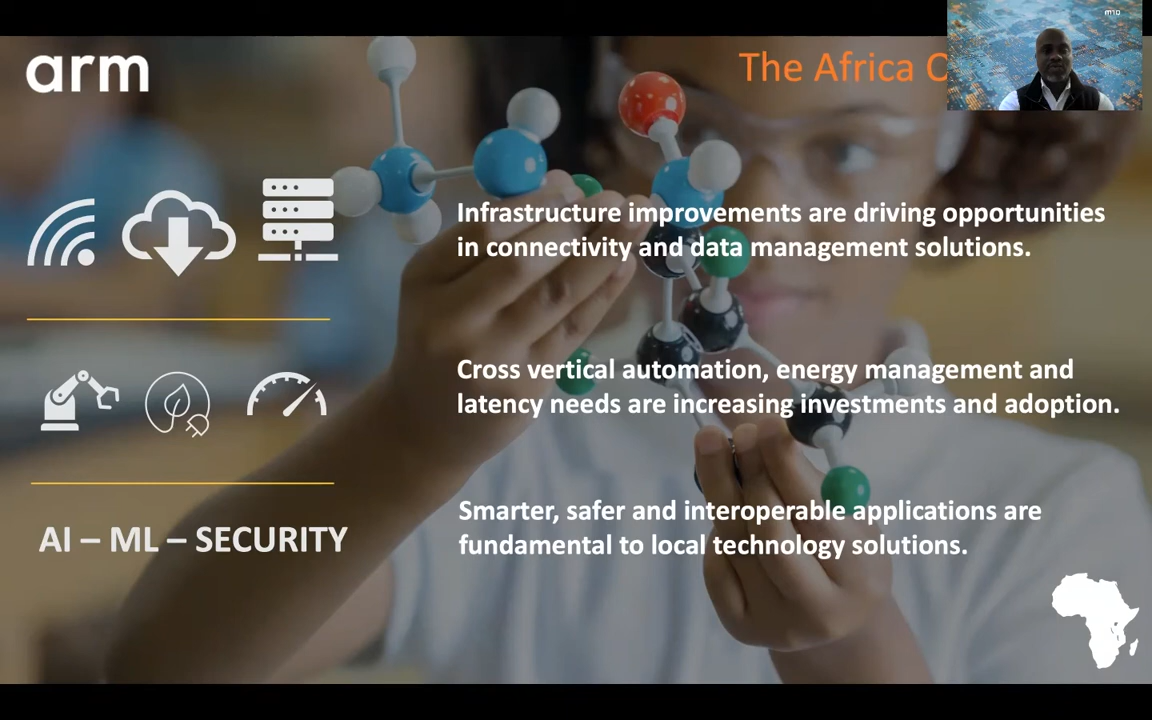 arm
The Africa
Infrastructure improvements are driving opportunities
in connectivity and data management solutions.
Cross vertical automation, energy management and
latency needs are increasing investments and adoption.
AI – ML – SECURITY
Smarter, safer and interoperable applications are
fundamental to local technology solutions.